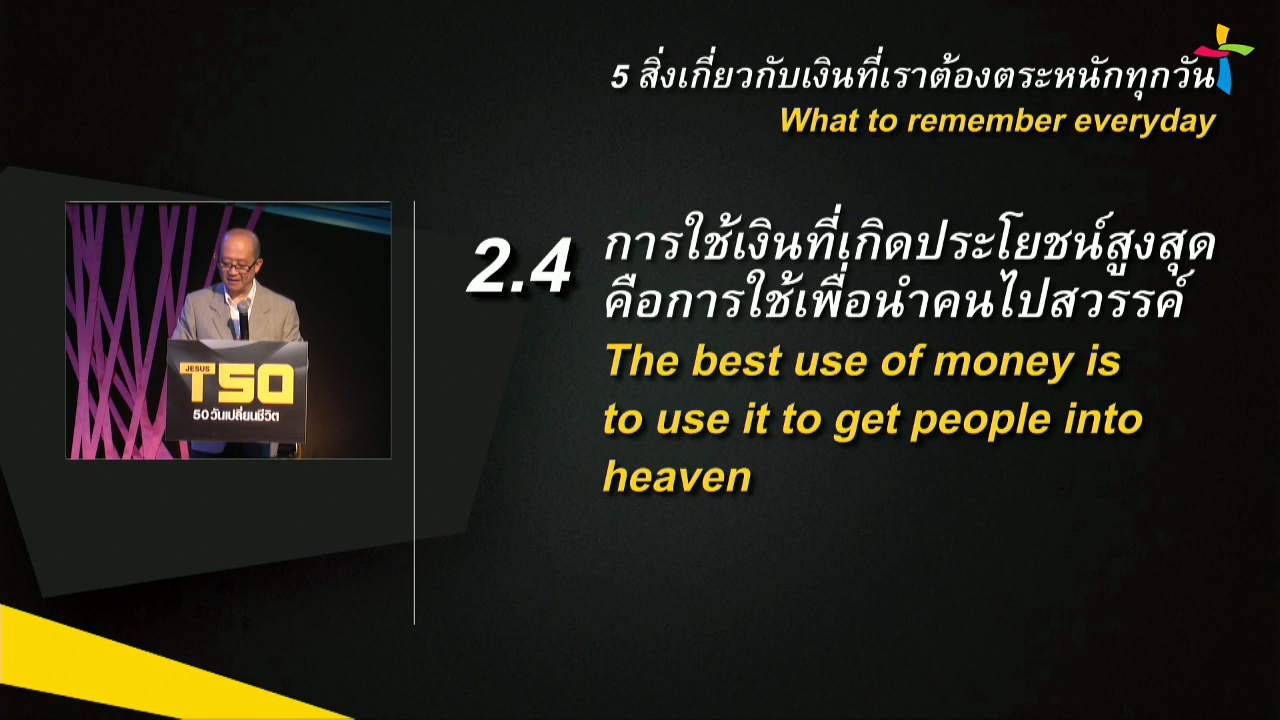 5 สิ่งเกี่ยวกับเงินที่เราต้องตระหนักทุกวัน
What to remember everyday
2.4
การใช้เงินที่เกิดประโยชน์สูงสุด
คือการใช้เพื่อนำคนไปสวรรค์
The best use of money is
to use it to get people into
heaven
JESUS
T50
50 วันเปลี่ยนชีวิต